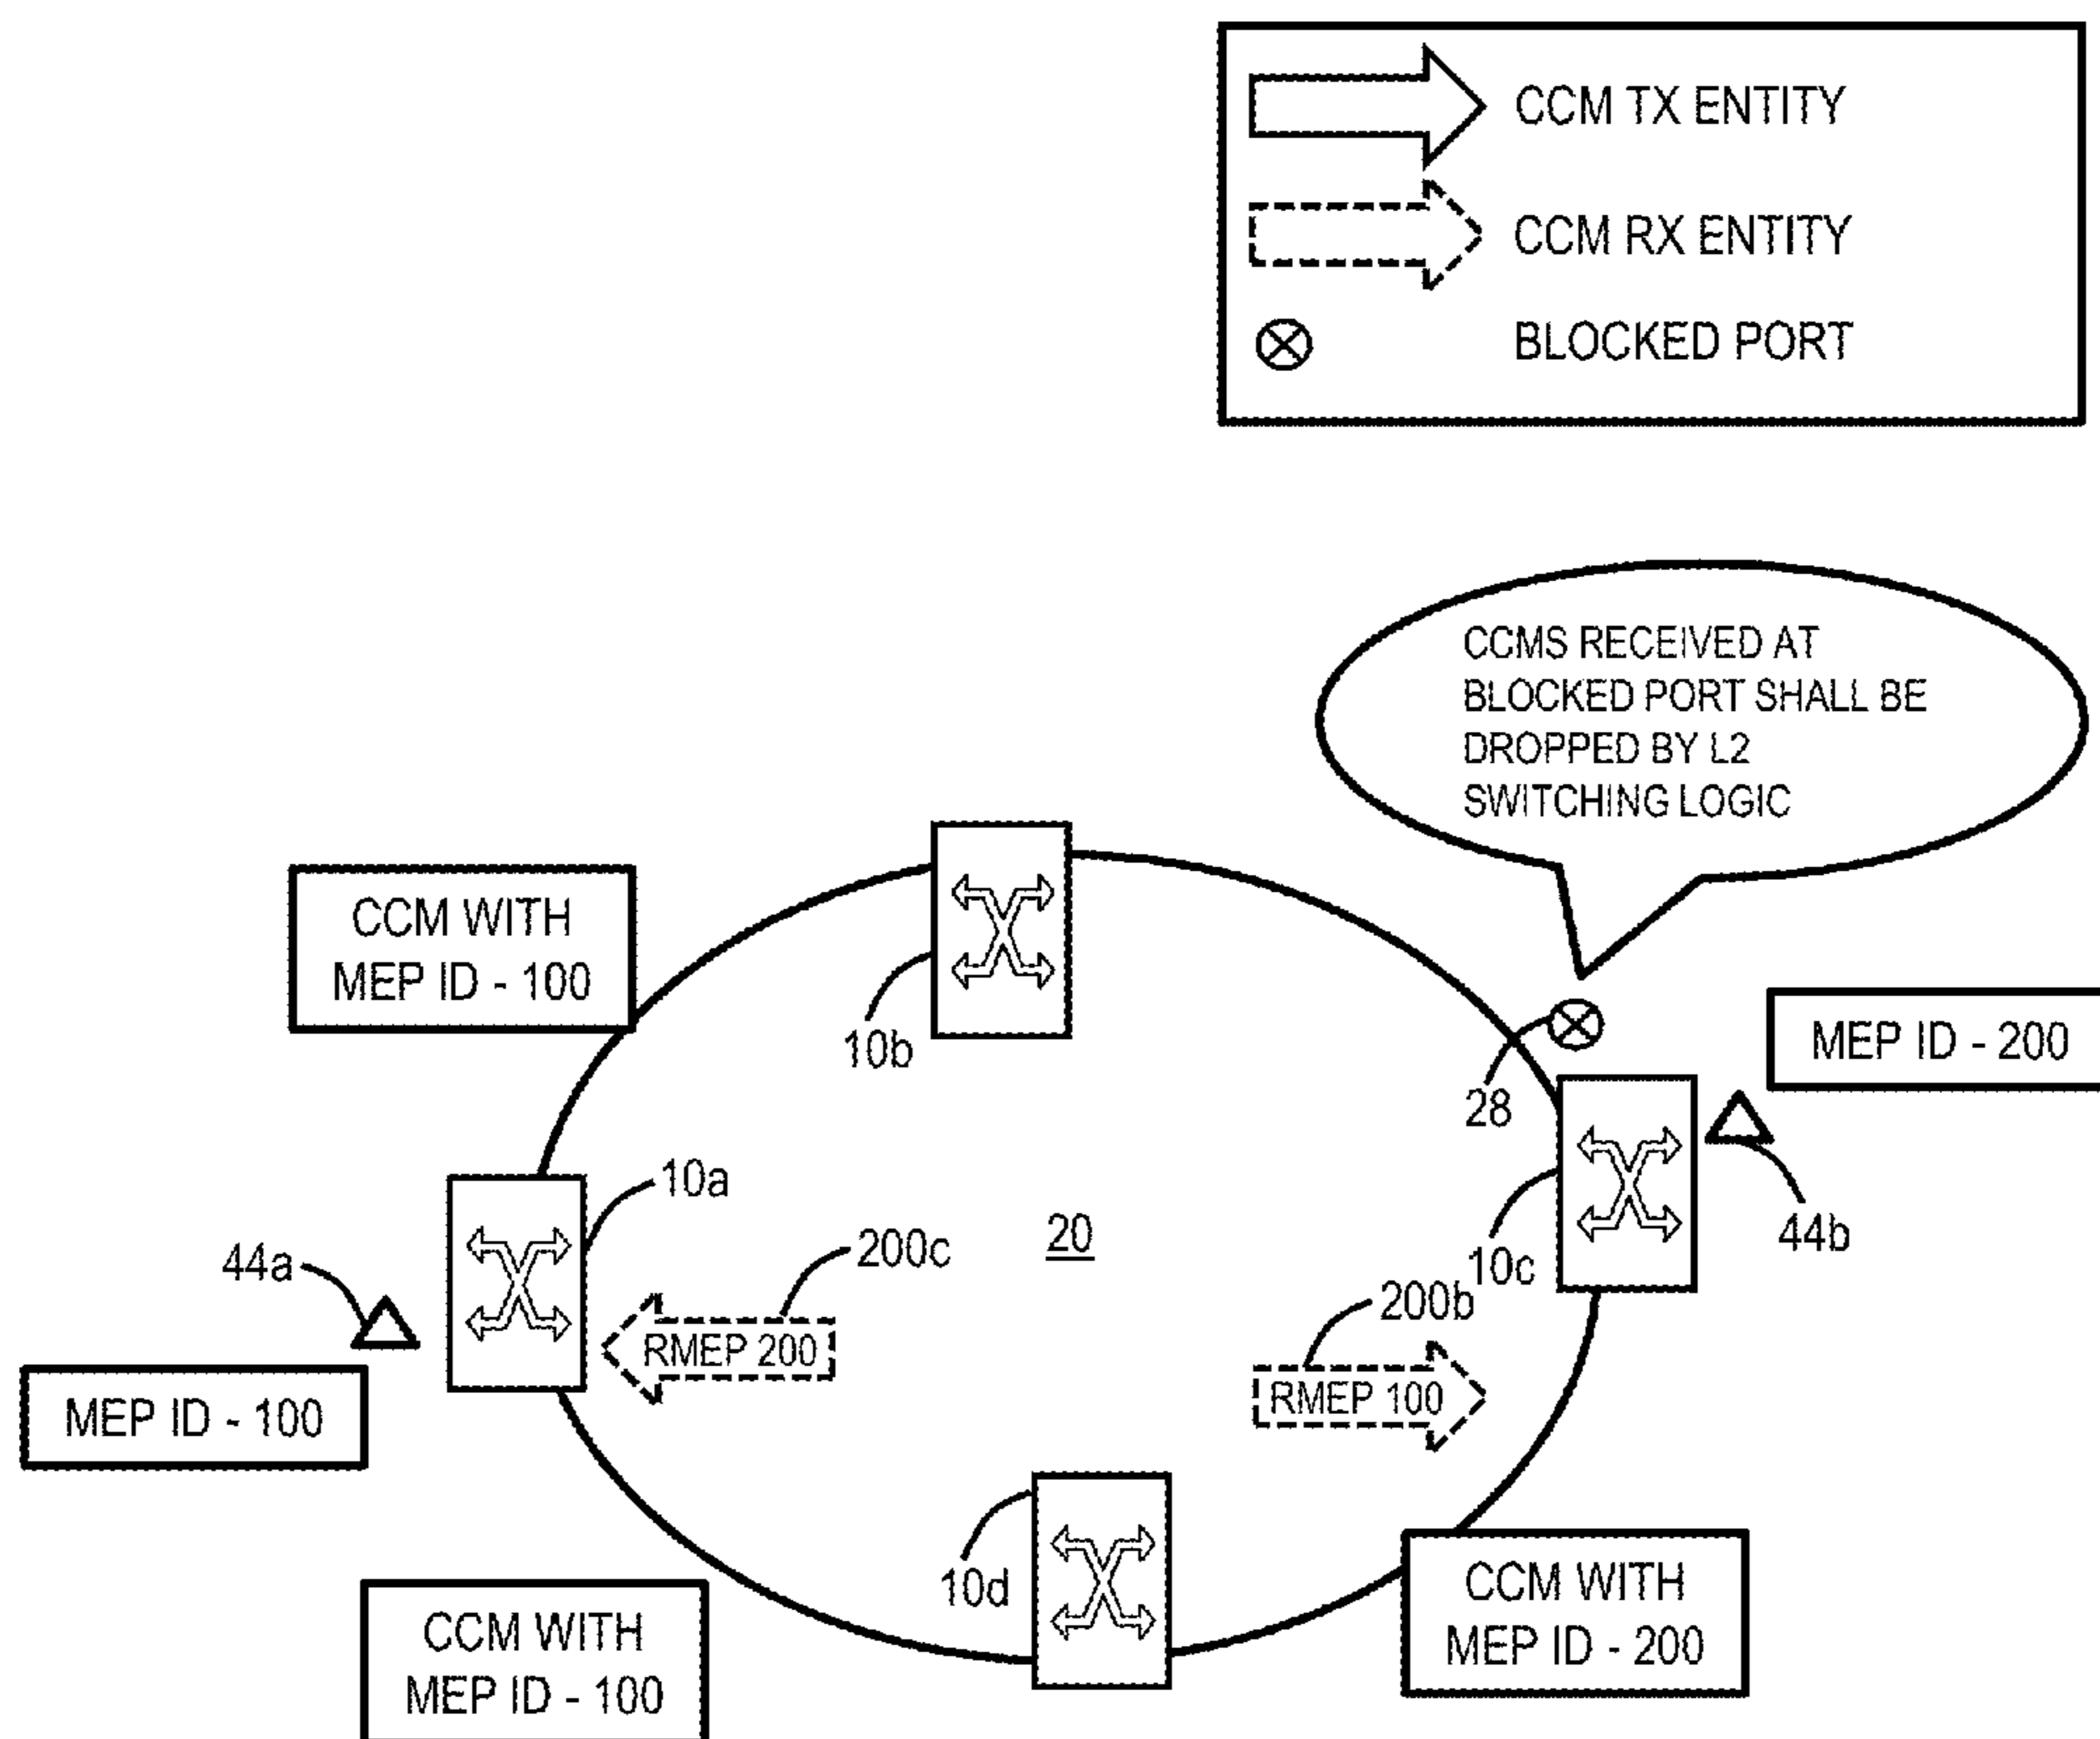 CCM TX ENTITY
CCM RX ENTITY
BLOCKED PORT
CCMS RECEIVED AT
BLOCKED PORT SHALL BE
DROPPED BY L2
SWITCHING LOGIC
CCM WITH
MEP ID - 100
10b
28
MEP ID - 200
10a
44a
200c
20
10c
44b
200b
RMEP 200
RMEP 100
MEP ID - 100
10d
CCM WITH
MEP ID - 200
CCM WITH
MEP ID - 100